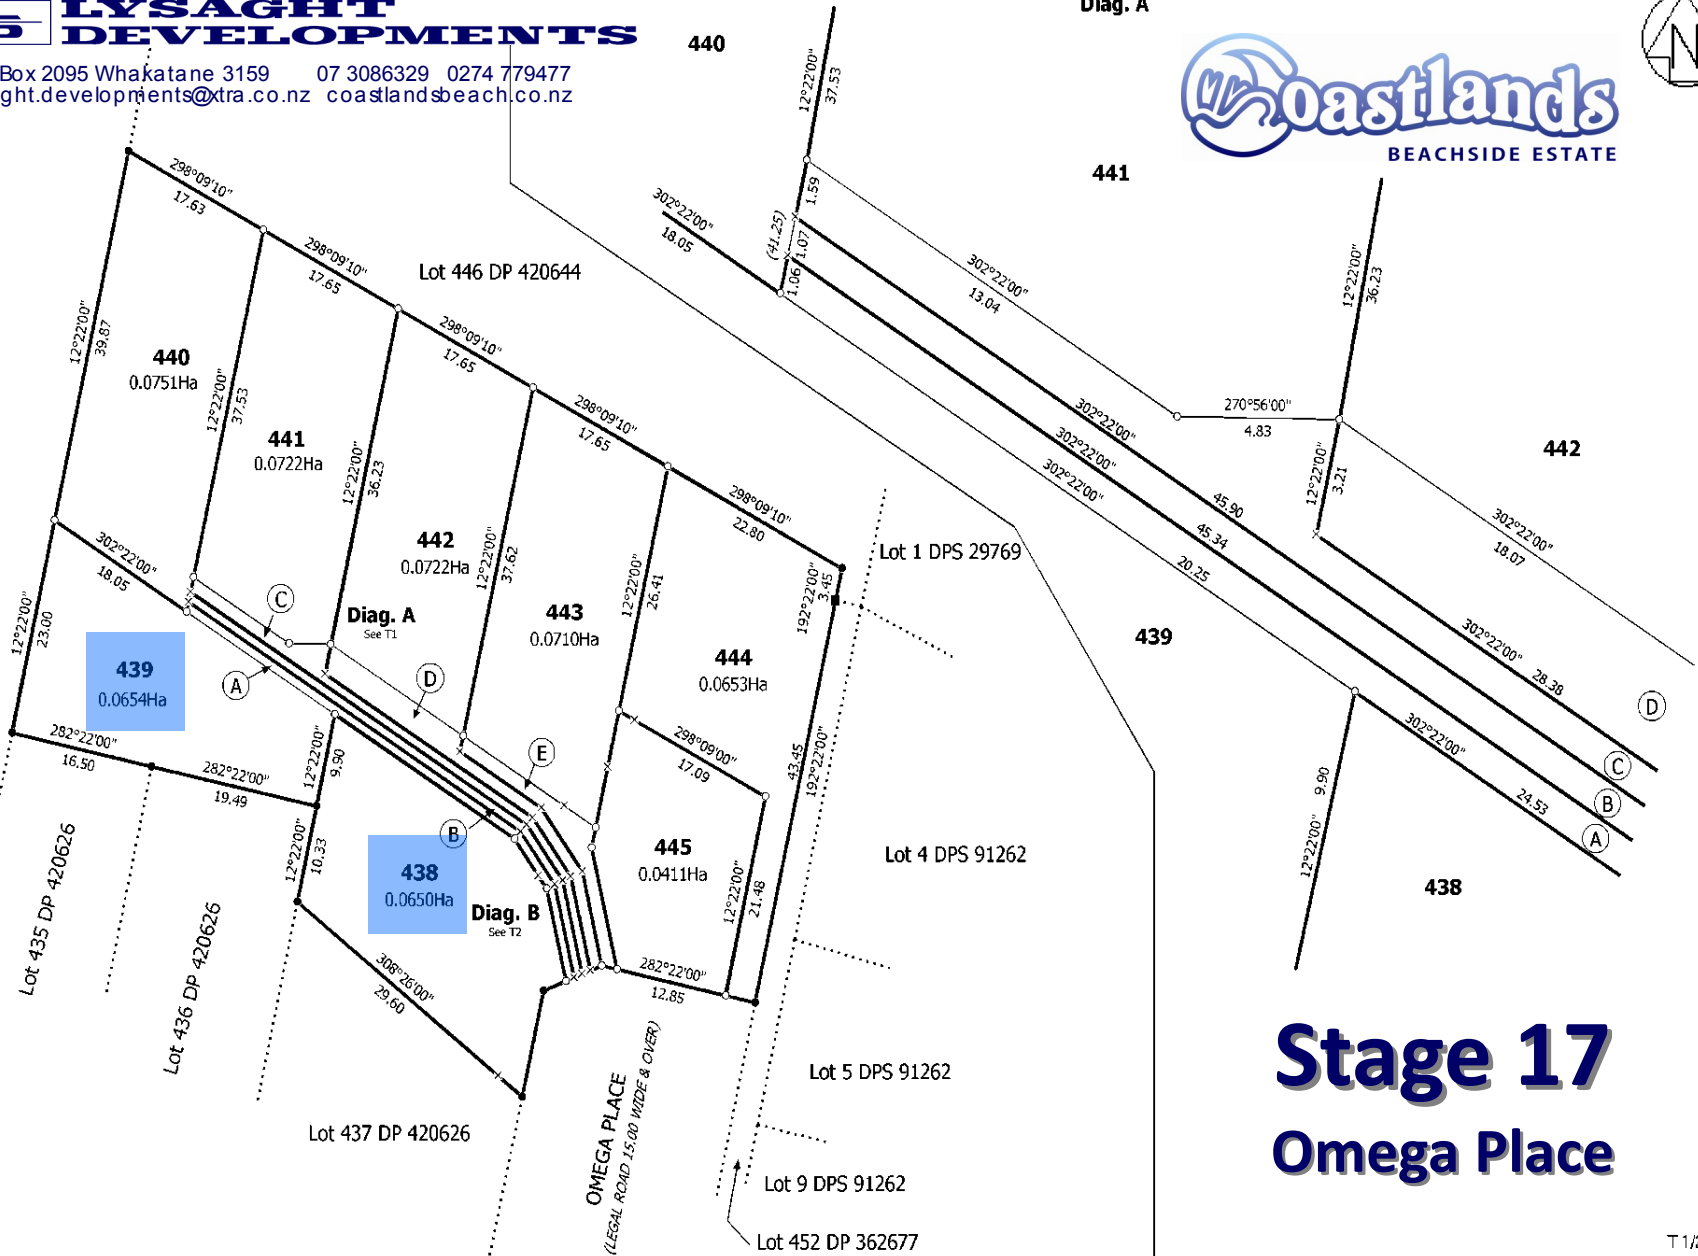 LYSAGHT
DEVELOPMENTS
Box 2095 Whakatane 3159 07 3086329 0274 779477
ght.developments@xtra.co.nz coastlandsbeach.co.nz
Diag. A
N
Coastlands
BEACHSIDE ESTATE
440
441
442
439
438
12°22'00"
37.53
1.59
(41.25)
1.07
1.06
302°22'00"
18.05
302°22'00"
13.04
12°22'00"
36.23
270°56'00"
4.83
12°22'00"
3.21
302°22'00"
18.07
302°22'00"
302°22'00"
302°22'00"
45.90
45.34
20.25
302°22'00"
28.38
302°22'00"
24.53
12°22'00"
9.90
D
C
B
A
298°09'10"
17.63
298°09'10"
17.65
298°09'10"
17.65
298°09'10"
17.65
298°09'10"
22.80
Lot 446 DP 420644
12°22'00"
39.87
440
0.0751Ha
12°22'00"
37.53
441
0.0722Ha
12°22'00"
36.23
442
0.0722Ha
12°22'00"
37.62
443
0.0710Ha
12°22'00"
26.41
444
0.0653Ha
192°22'00"
3.45
Lot 1 DPS 29769
302°22'00"
18.05
12°22'00"
23.00
439
0.0654Ha
C
A
Diag. A
See T1
D
E
B
282°22'00"
16.50
282°22'00"
19.49
12°22'00"
9.90
12°22'00"
10.33
298°09'00"
17.09
43.45
192°22'00"
445
0.0411Ha
12°22'00"
21.48
438
0.0650Ha
Diag. B
See T2
Lot 4 DPS 91262
Lot 435 DP 420626
Lot 436 DP 420626
308°26'00"
29.60
282°22'00"
12.85
Lot 437 DP 420626
OMEGA PLACE
(LEGAL ROAD 15.00 WIDE & OVER)
Lot 5 DPS 91262
Lot 9 DPS 91262
Lot 452 DP 362677
Stage 17
Omega Place